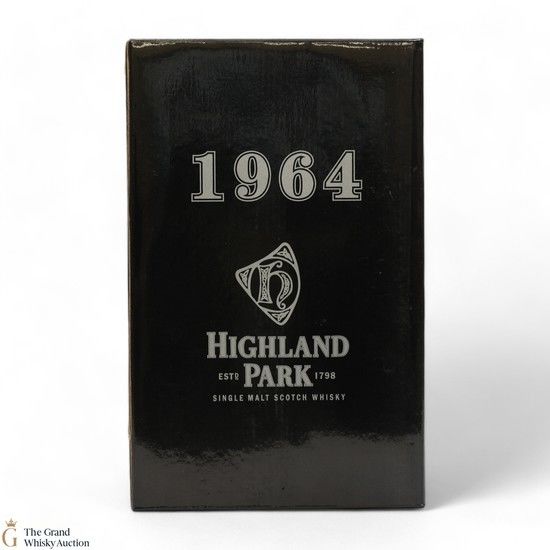 1964
h
HIGHLAND
ESTD PARK 1798
SINGLE MALT SCOTCH WHISKY
G
The Grand
Whisky Auction